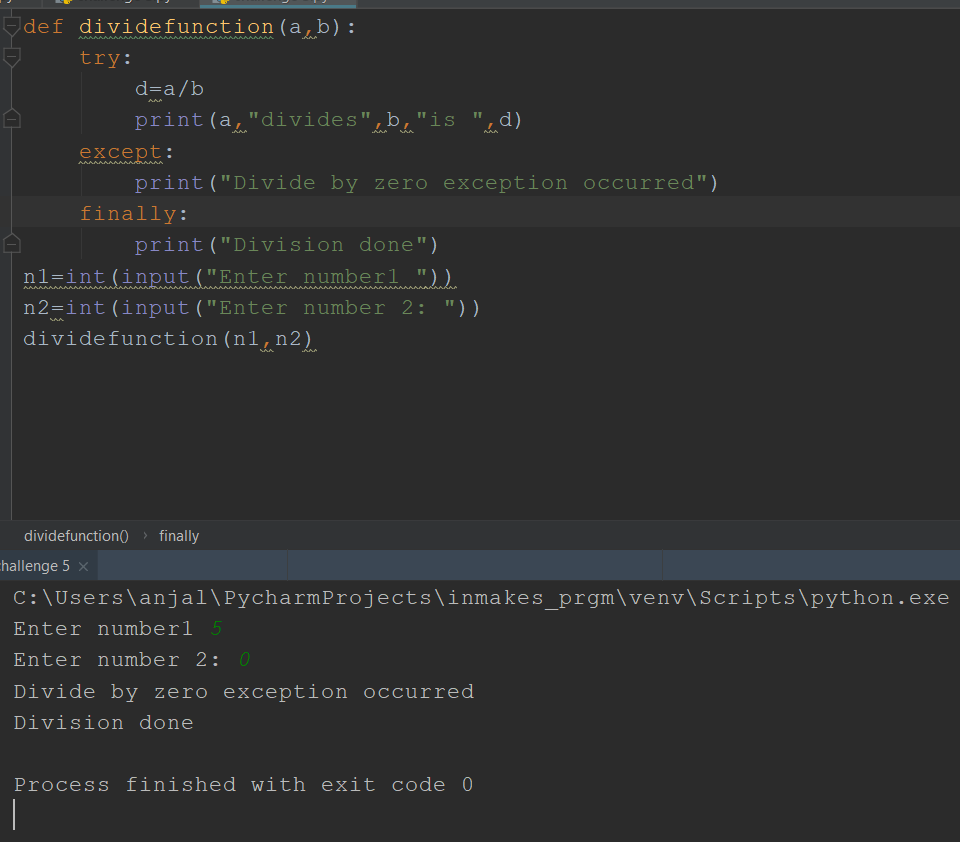 def dividefunction(a,b):
    try:
        d=a/b
        print(a,"divides",b,"is ",d)
    except:
        print("Divide by zero exception occurred")
    finally:
        print("Division done")
n1=int(input("Enter number1 "))
n2=int(input("Enter number 2: "))
dividefunction(n1,n2)
dividefunction() › finally
hallenge 5 ×
C:\Users\anjal\PycharmProjects\inmakes_prgm\venv\Scripts\python.exe
Enter number1 5
Enter number 2: 0
Divide by zero exception occurred
Division done
Process finished with exit code 0